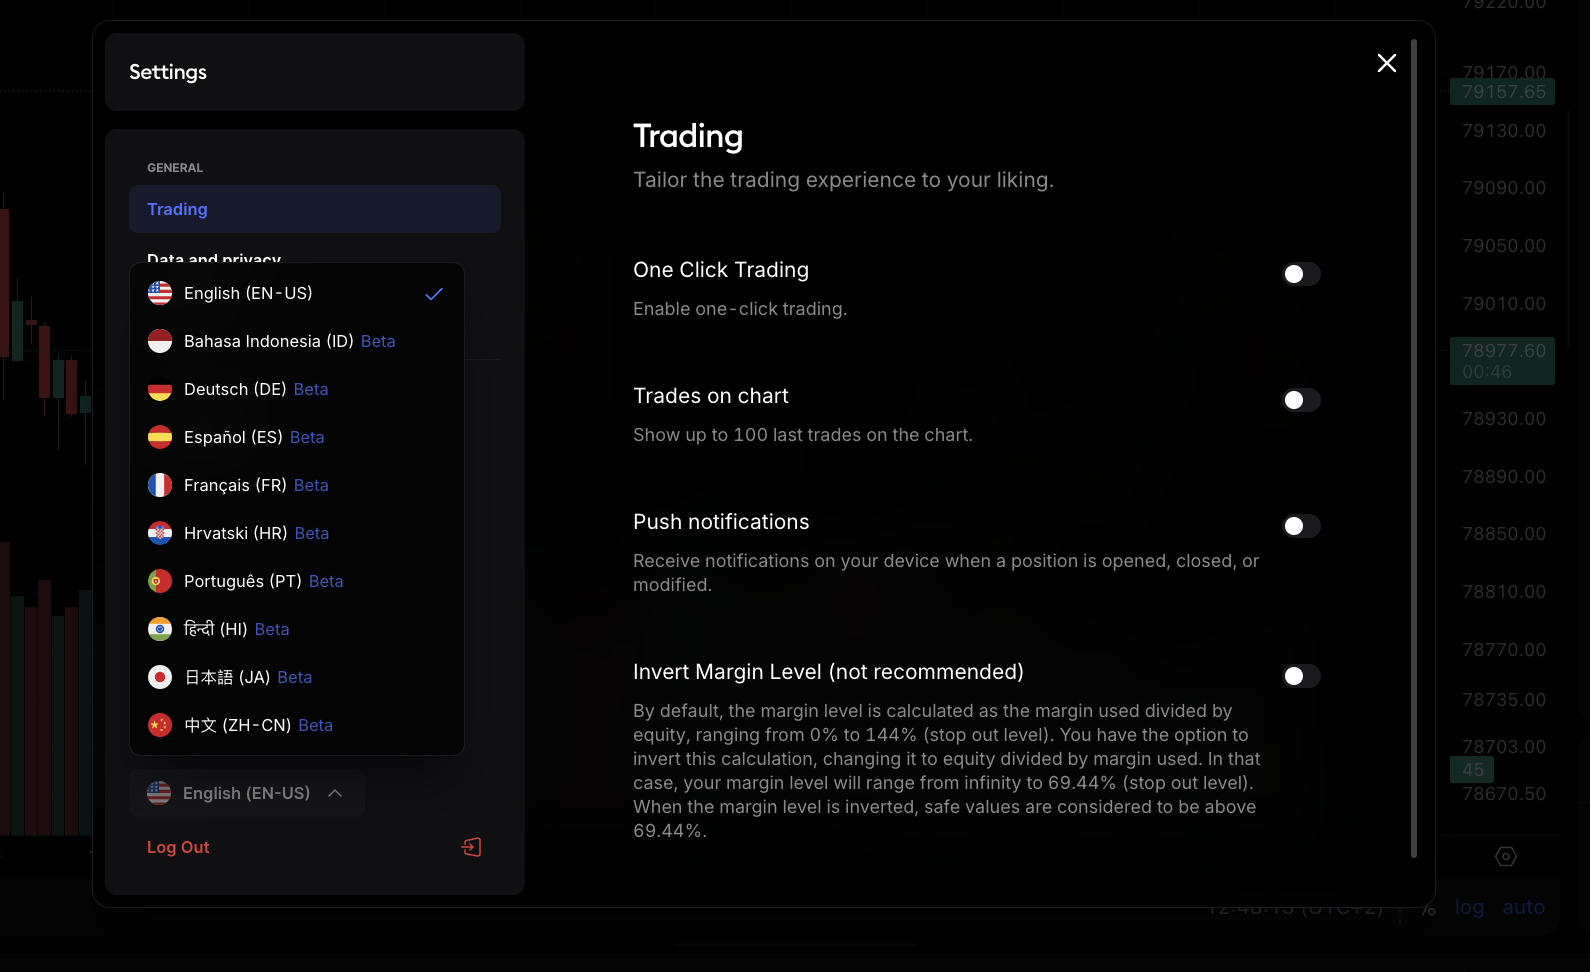 Settings
GENERAL
Trading
Data and privacy
English (EN-US)
Bahasa Indonesia (ID) Beta
Deutsch (DE) Beta
Español (ES) Beta
Français (FR) Beta
Hrvatski (HR) Beta
Português (PT) Beta
हिन्दी (HI) Beta
日本語 (JA) Beta
中文 (ZH-CN) Beta
English (EN-US)
Log Out
Trading
Tailor the trading experience to your liking.
One Click Trading
Enable one-click trading.
Trades on chart
Show up to 100 last trades on the chart.
Push notifications
Receive notifications on your device when a position is opened, closed, or
modified.
Invert Margin Level (not recommended)
By default, the margin level is calculated as the margin used divided by
equity, ranging from 0% to 144% (stop out level). You have the option to
invert this calculation, changing it to equity divided by margin used. In that
case, your margin level will range from infinity to 69.44% (stop out level).
When the margin level is inverted, safe values are considered to be above
69.44%.
79220.00
79170.00
79157.65
79130.00
79090.00
79050.00
79010.00
78977.60
00:46
78930.00
78890.00
78850.00
78810.00
78770.00
78735.00
78703.00
45
78670.50
(UTC+2) % log auto